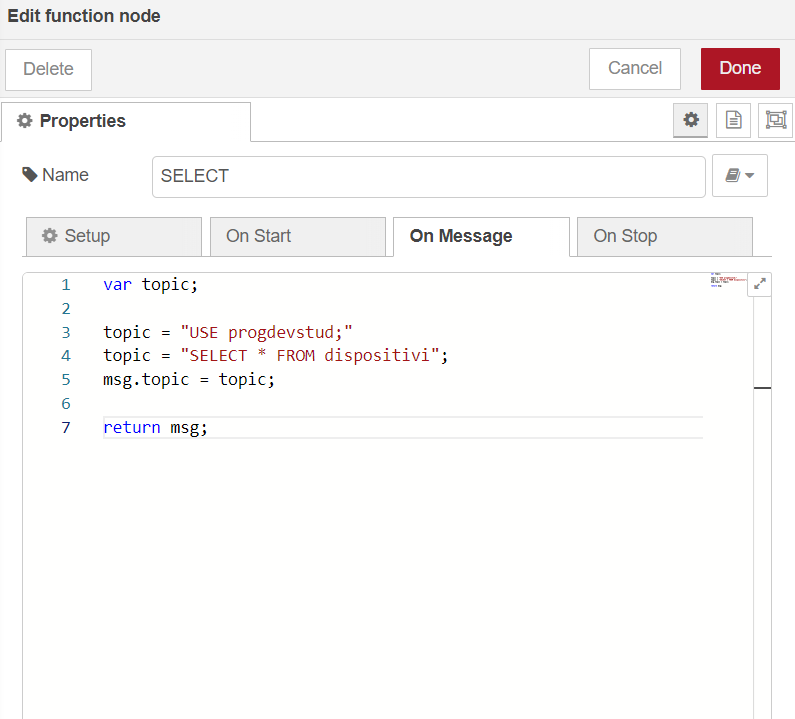 Edit function node
Delete
Cancel
Done
Properties
Name
SELECT
Setup
On Start
On Message
On Stop
1 var topic;
2
3 topic = "USE progdevstud;"
4 topic = "SELECT * FROM dispositivi";
5 msg.topic = topic;
6
7 return msg;